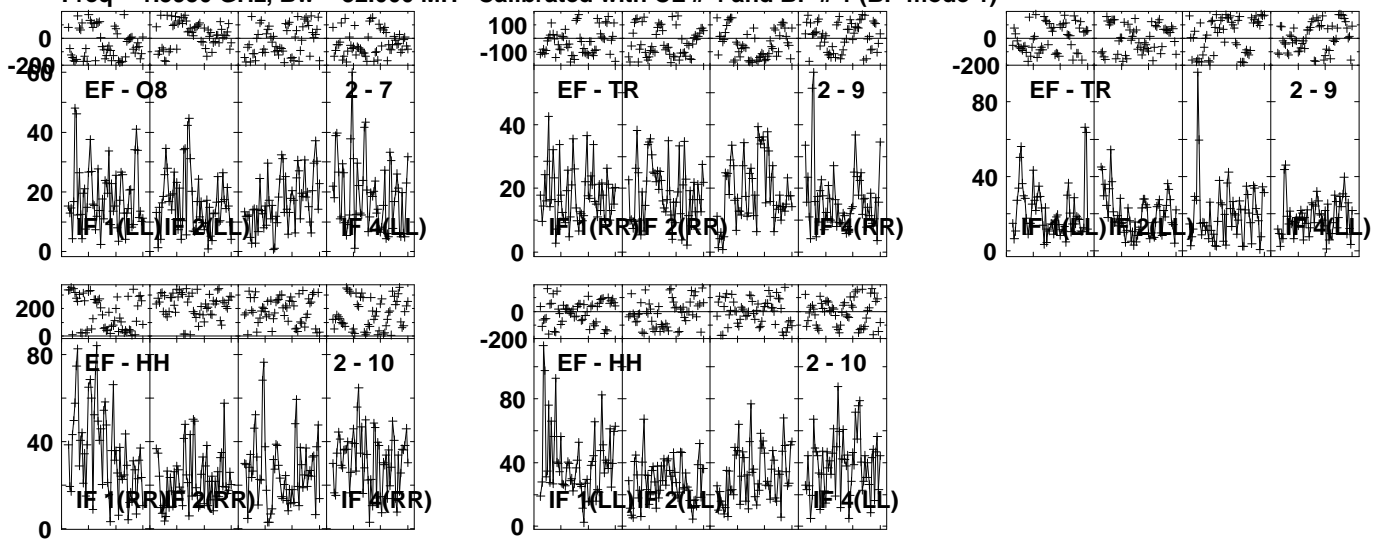 100
0
-100
-200
60
40
20
0
EF - O8
2 - 7
IF 1(LL)
IF 2(LL)
IF 4(LL)
40
20
0
EF - TR
2 - 9
IF 1(RR)
IF 2(RR)
IF 4(RR)
0
-200
80
40
0
EF - TR
2 - 9
IF 1(LL)
IF 2(LL)
IF 4(LL)
200
0
80
40
0
EF - HH
2 - 10
IF 1(RR)
IF 2(RR)
IF 4(RR)
0
-200
80
40
0
EF - HH
2 - 10
IF 1(LL)
IF 2(LL)
IF 4(LL)